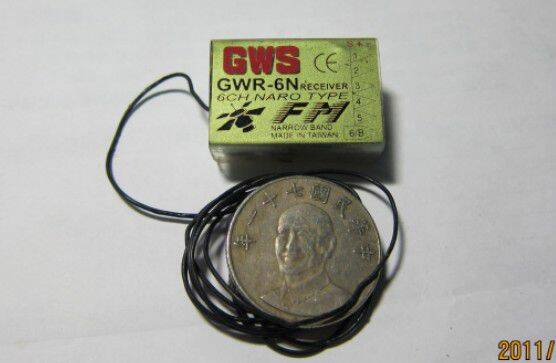 GWS
CE
S +
GWR-6N RECEIVER
6CH NARO TYPE
FM
NARROW BAND
MADE IN TAIWAN
1
2
3
4
5
6/B
年一十七國民華中
2011/